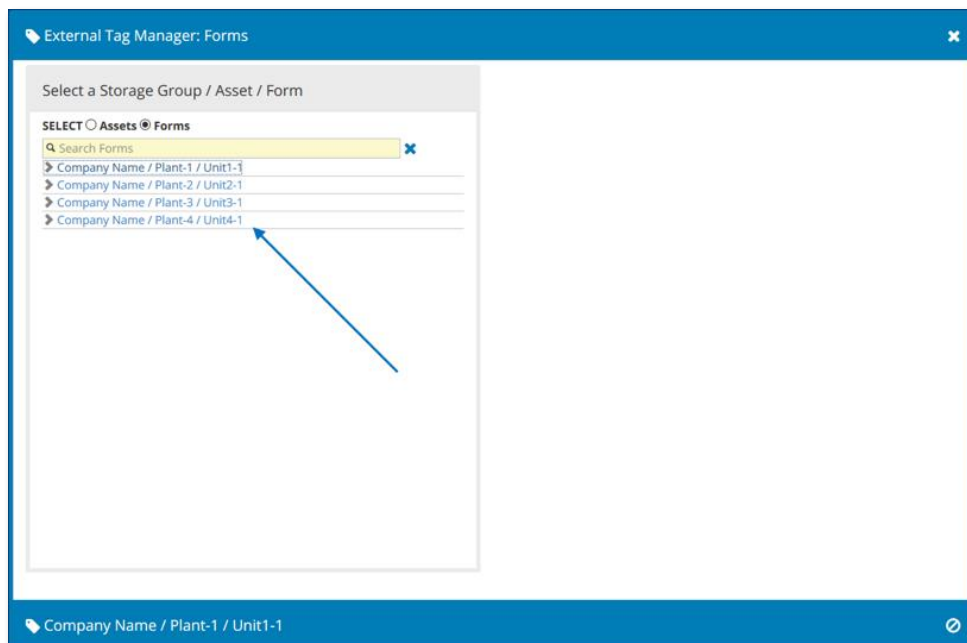 External Tag Manager: Forms
Select a Storage Group / Asset / Form
SELECT Assets Forms
Search Forms
Company Name / Plant-1 / Unit1-1
Company Name / Plant-2 / Unit2-1
Company Name / Plant-3 / Unit3-1
Company Name / Plant-4 / Unit4-1
Company Name / Plant-1 / Unit1-1